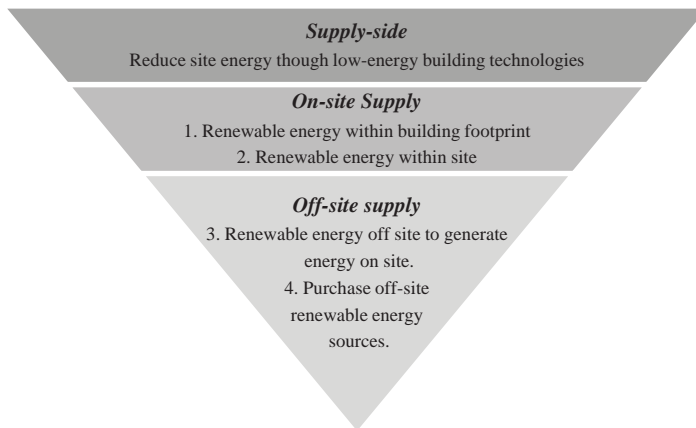 Supply-side
Reduce site energy though low-energy building technologies
On-site Supply
1. Renewable energy within building footprint
2. Renewable energy within site
Off-site supply
3. Renewable energy off site to generate
energy on site.
4. Purchase off-site
renewable energy
sources.